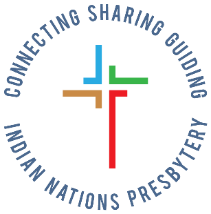 CONNECTING SHARING GUIDING
INDIAN NATIONS PRESBYTERY